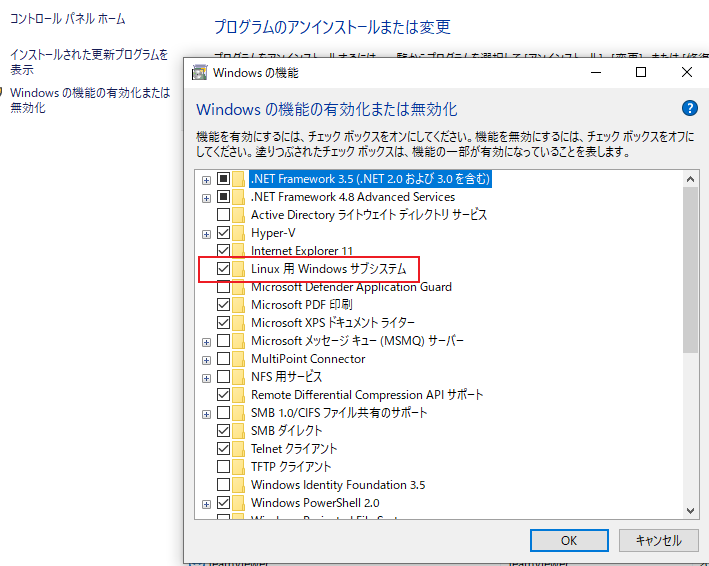 コントロール パネル ホーム
インストールされた更新プログラムを
表示
Windows の機能の有効化または
無効化
プログラムのアンインストールまたは変更
Windows の機能
Windows の機能の有効化または無効化
機能を有効にするには、チェック ボックスをオンにしてください。機能を無効にするには、チェック ボックスをオフに
してください。塗りつぶされたチェック ボックスは、機能の一部が有効になっていることを表します。
.NET Framework 3.5 (.NET 2.0 および 3.0 を含む)
.NET Framework 4.8 Advanced Services
Active Directory ライトウェイト ディレクトリ サービス
Hyper-V
Internet Explorer 11
Linux 用 Windows サブシステム
Microsoft Defender Application Guard
Microsoft PDF 印刷
Microsoft XPS ドキュメント ライター
Microsoft メッセージ キュー (MSMQ) サーバー
MultiPoint Connector
NFS 用サービス
Remote Differential Compression API サポート
SMB 1.0/CIFS ファイル共有のサポート
SMB ダイレクト
Telnet クライアント
TFTP クライアント
Windows Identity Foundation 3.5
Windows PowerShell 2.0
OK
キャンセル